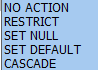 NO ACTION
RESTRICT
SET NULL
SET DEFAULT
CASCADE